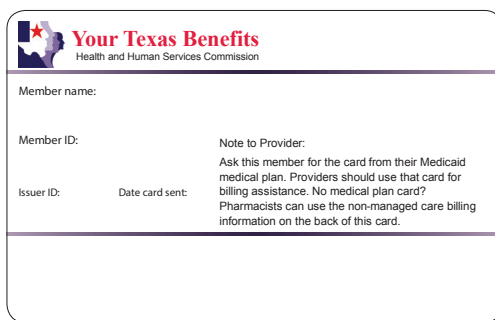 Your Texas Benefits
Health and Human Services Commission
Member name:
Member ID:
Note to Provider:
Ask this member for the card from their Medicaid
medical plan. Providers should use that card for
billing assistance. No medical plan card?
Pharmacists can use the non-managed care billing
information on the back of this card.
Issuer ID:
Date card sent: